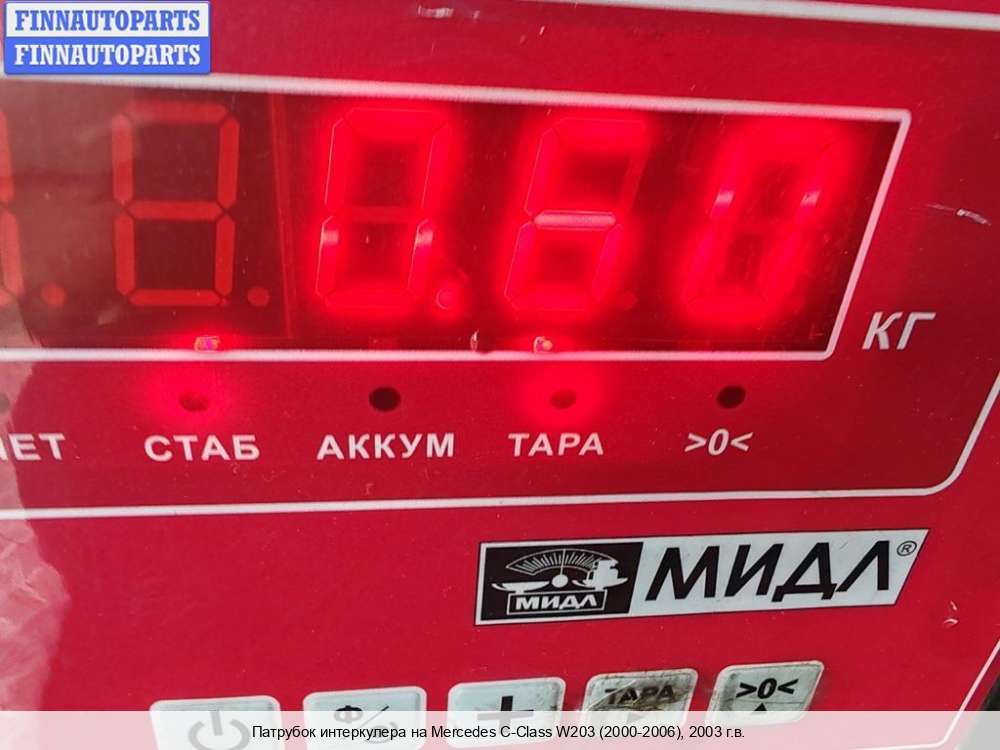 FINNAUTOPARTS
FINNAUTOPARTS
0.60
КГ
СТАБ
АККУМ
ТАРА
>0<
МИДЛ
МИДЛ®
ТАРА
>0<
Патрубок интеркулера на Mercedes C-Class W203 (2000-2006), 2003 г.в.